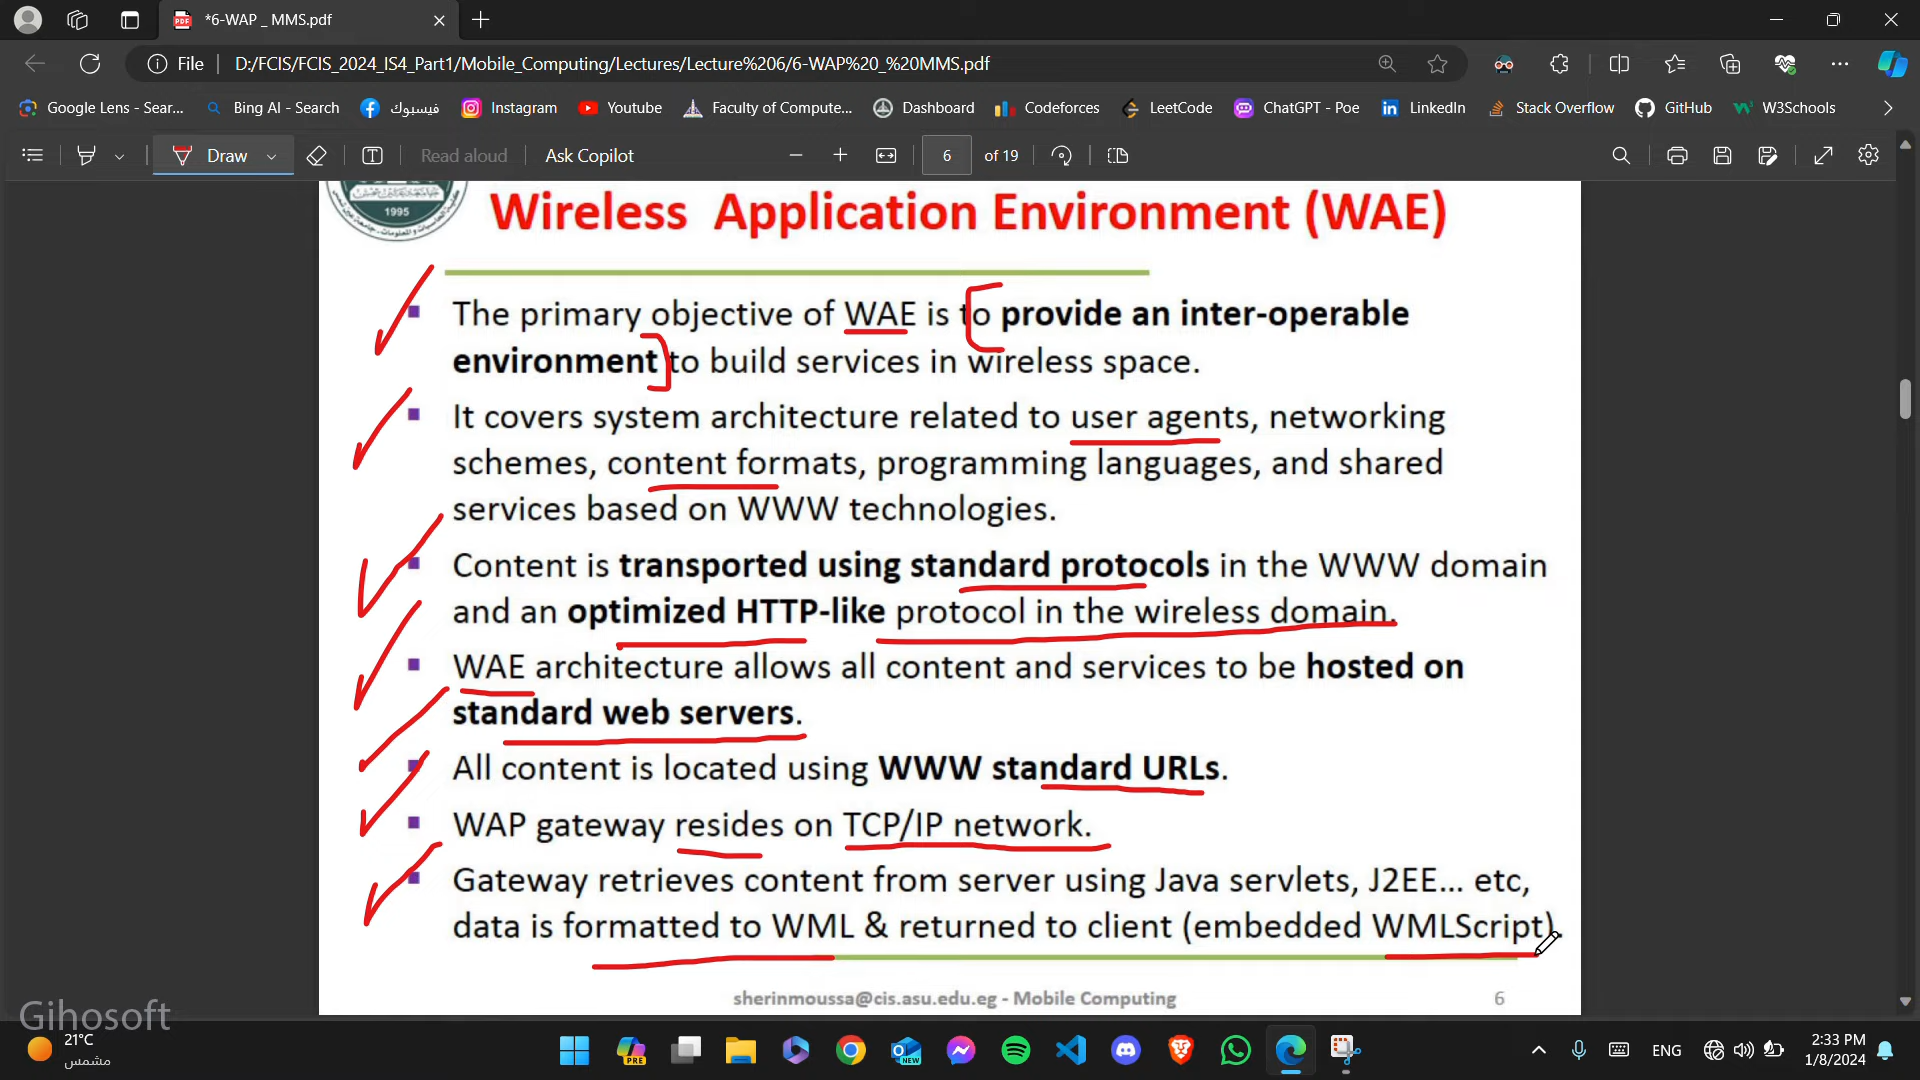 *6-WAP _ MMS.pdf
File
D:/FCIS/FCIS_2024_IS4_Part1/Mobile_Computing/Lectures/Lecture%206/6-WAP%20_%20MMS.pdf
Google Lens - Sear...
Bing AI - Search
فيسبوك
Instagram
Youtube
Faculty of Compute...
Dashboard
Codeforces
LeetCode
ChatGPT - Poe
LinkedIn
Stack Overflow
GitHub
W3Schools
Draw
Read aloud
Ask Copilot
6
of 19
1995
Wireless Application Environment (WAE)
The primary objective of WAE is to provide an inter-operable
environment to build services in wireless space.
It covers system architecture related to user agents, networking
schemes, content formats, programming languages, and shared
services based on WWW technologies.
Content is transported using standard protocols in the WWW domain
and an optimized HTTP-like protocol in the wireless domain.
WAE architecture allows all content and services to be hosted on
standard web servers.
All content is located using WWW standard URLs.
WAP gateway resides on TCP/IP network.
Gateway retrieves content from server using Java servlets, J2EE... etc,
data is formatted to WML & returned to client (embedded WMLScript).
sherinmoussa@cis.asu.edu.eg - Mobile Computing
6
Gihosoft
21°C
مشمس
PRE
NEW
ENG
2:33 PM
1/8/2024